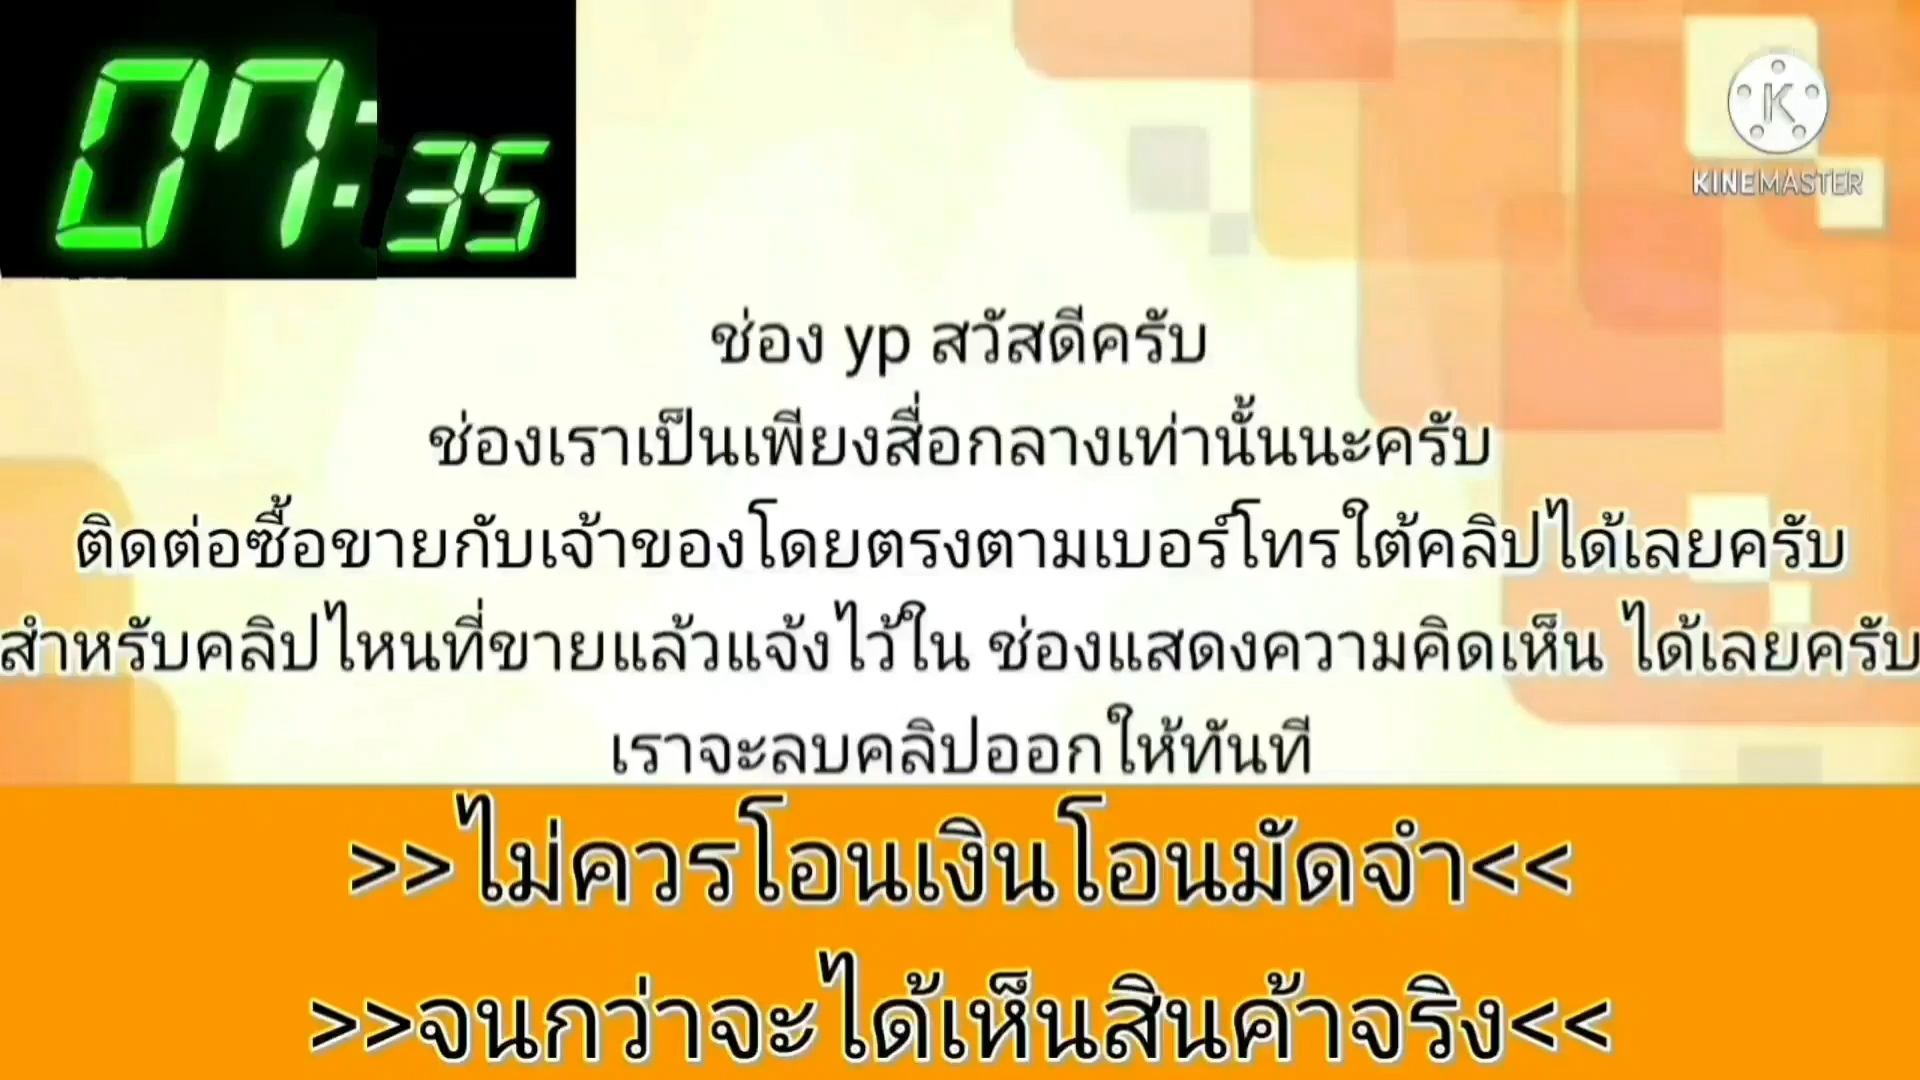 07:35
KINEMASTER
ช่อง yp สวัสดีครับ
ช่องเราเป็นเพียงสื่อกลางเท่านั้นนะครับ
ติดต่อซื้อขายกับเจ้าของโดยตรงตามเบอร์โทรใต้คลิปได้เลยครับ
สำหรับคลิปไหนที่ขายแล้วแจ้งไว้ใน ช่องแสดงความคิดเห็น ได้เลยครับ
เราจะลบคลิปออกให้ทันที
>>ไม่ควรโอนเงินโอนมัดจำ<<
>>จนกว่าจะได้เห็นสินค้าจริง<<